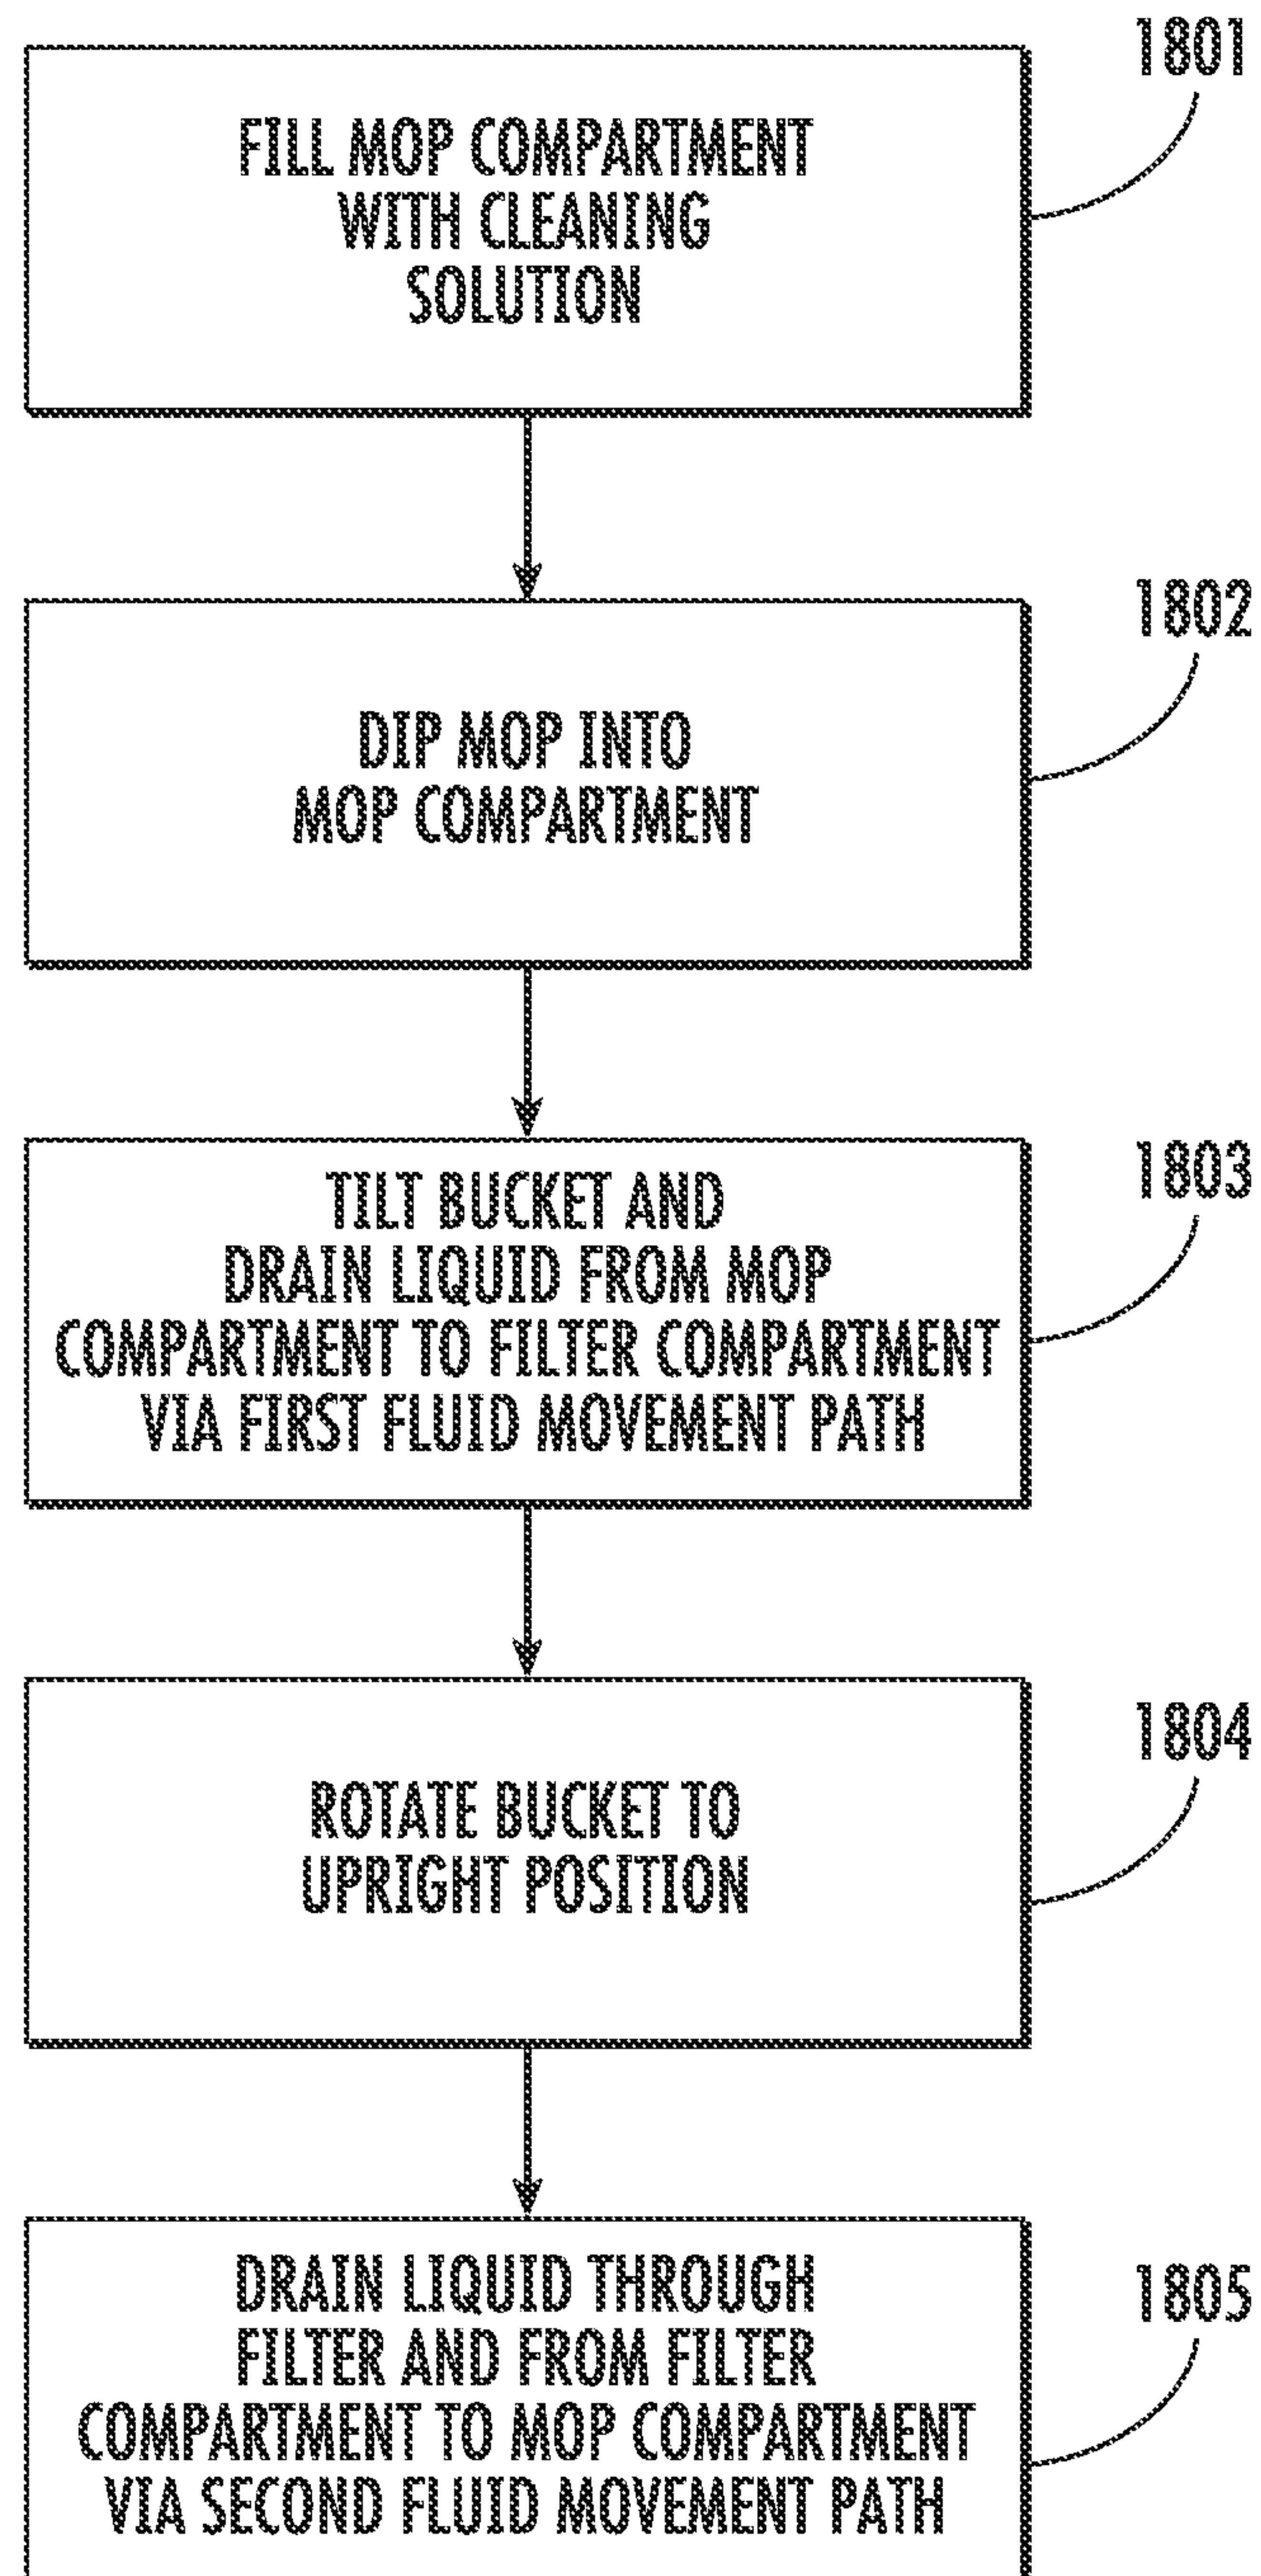 1801
FILL MOP COMPARTMENT
WITH CLEANING
SOLUTION
1802
DIP MOP INTO
MOP COMPARTMENT
1803
TILT BUCKET AND
DRAIN LIQUID FROM MOP
COMPARTMENT TO FILTER COMPARTMENT
VIA FIRST FLUID MOVEMENT PATH
1804
ROTATE BUCKET TO
UPRIGHT POSITION
1805
DRAIN LIQUID THROUGH
FILTER AND FROM FILTER
COMPARTMENT TO MOP COMPARTMENT
VIA SECOND FLUID MOVEMENT PATH